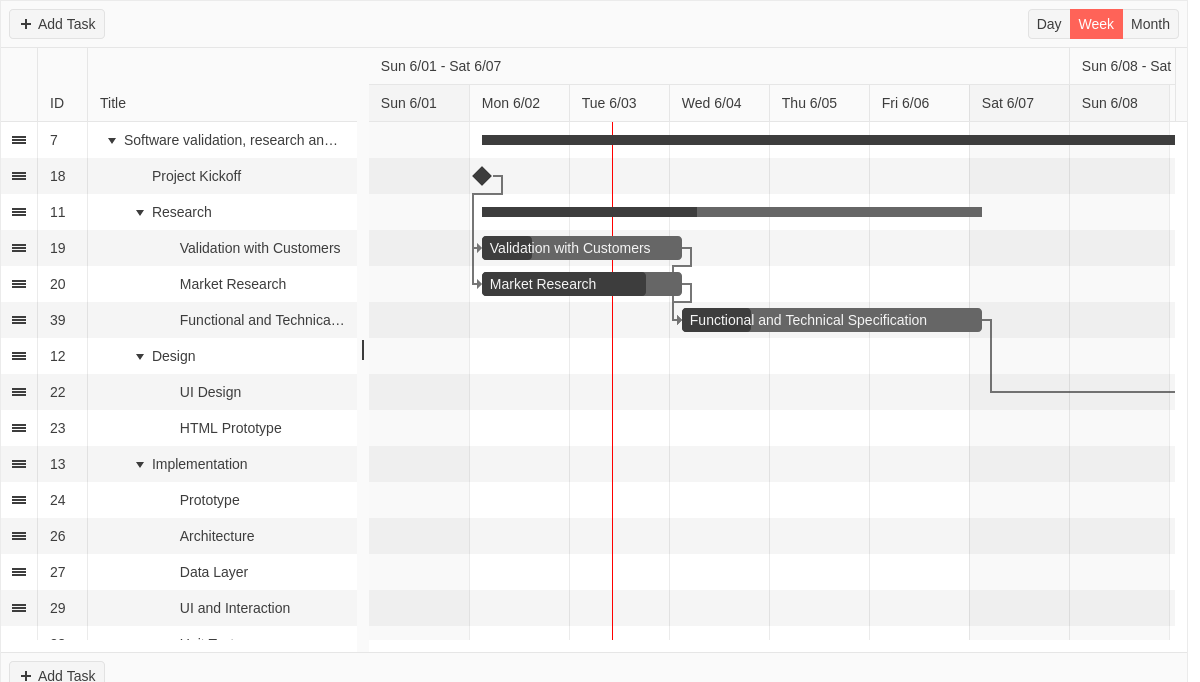 Add Task
Day Week Month
Sun 6/01 - Sat 6/07 Sun 6/08 - Sat
ID Title Sun 6/01 Mon 6/02 Tue 6/03 Wed 6/04 Thu 6/05 Fri 6/06 Sat 6/07 Sun 6/08
7 Software validation, research an…
18 Project Kickoff
11 Research
19 Validation with Customers Validation with Customers
20 Market Research Market Research
39 Functional and Technica… Functional and Technical Specification
12 Design
22 UI Design
23 HTML Prototype
13 Implementation
24 Prototype
26 Architecture
27 Data Layer
29 UI and Interaction
Add Task